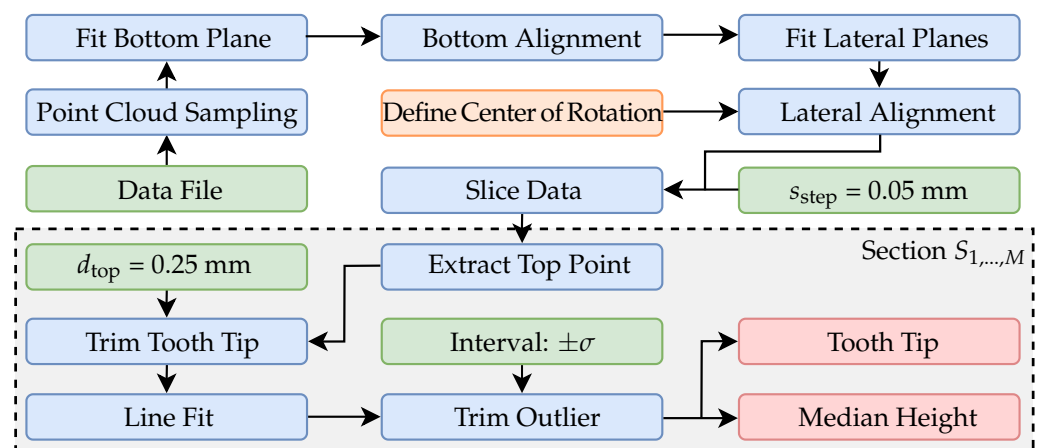 Fit Bottom Plane
Bottom Alignment
Fit Lateral Planes
Point Cloud Sampling
Define Center of Rotation
Lateral Alignment
Data File
Slice Data
s_step = 0.05 mm
Section S_1,...,M
d_top = 0.25 mm
Extract Top Point
Trim Tooth Tip
Interval: ±σ
Tooth Tip
Line Fit
Trim Outlier
Median Height